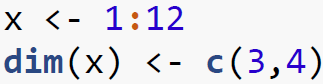 x <- 1:12
dim(x) <- c(3,4)